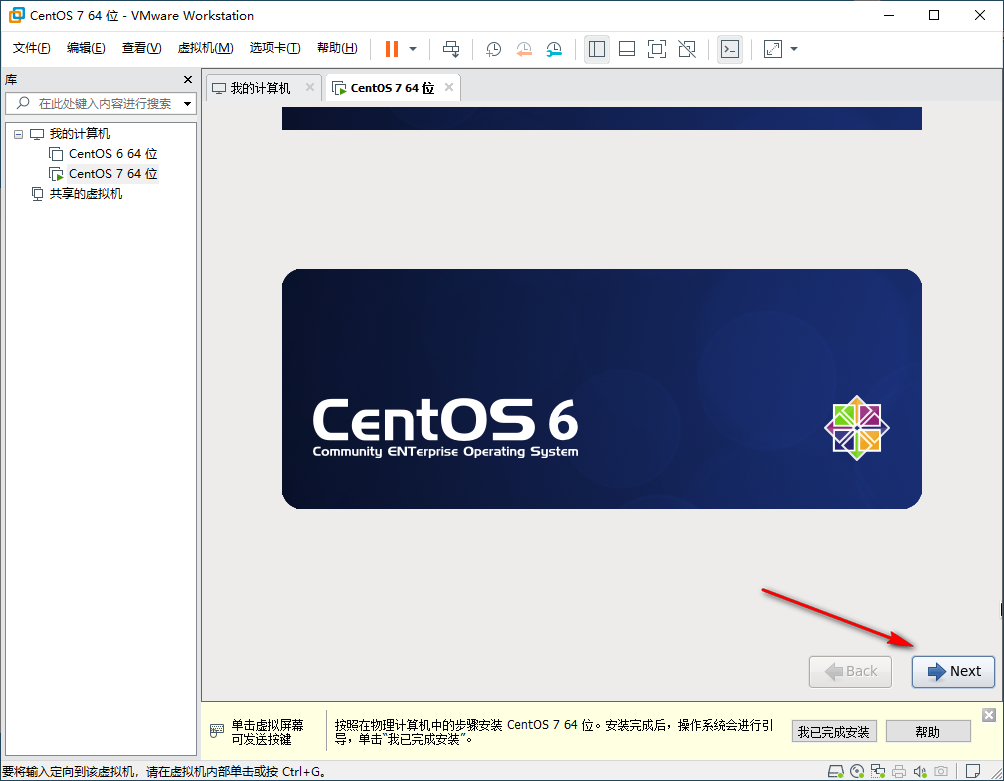 CentOS 7 64 位 - VMware Workstation
文件(F) 编辑(E) 查看(V) 虚拟机(M) 选项卡(T) 帮助(H)
库
在此处键入内容进行搜索
我的计算机
CentOS 6 64 位
CentOS 7 64 位
共享的虚拟机
我的计算机 CentOS 7 64 位
CentOS 6
Community ENTerprise Operating System
Back Next
单击虚拟屏幕
可发送按键
按照在物理计算机中的步骤安装 CentOS 7 64 位。安装完成后，操作系统会进行引
导，单击“我已完成安装”。
我已完成安装 帮助
要将输入定向到该虚拟机，请在虚拟机内部单击或按 Ctrl+G。